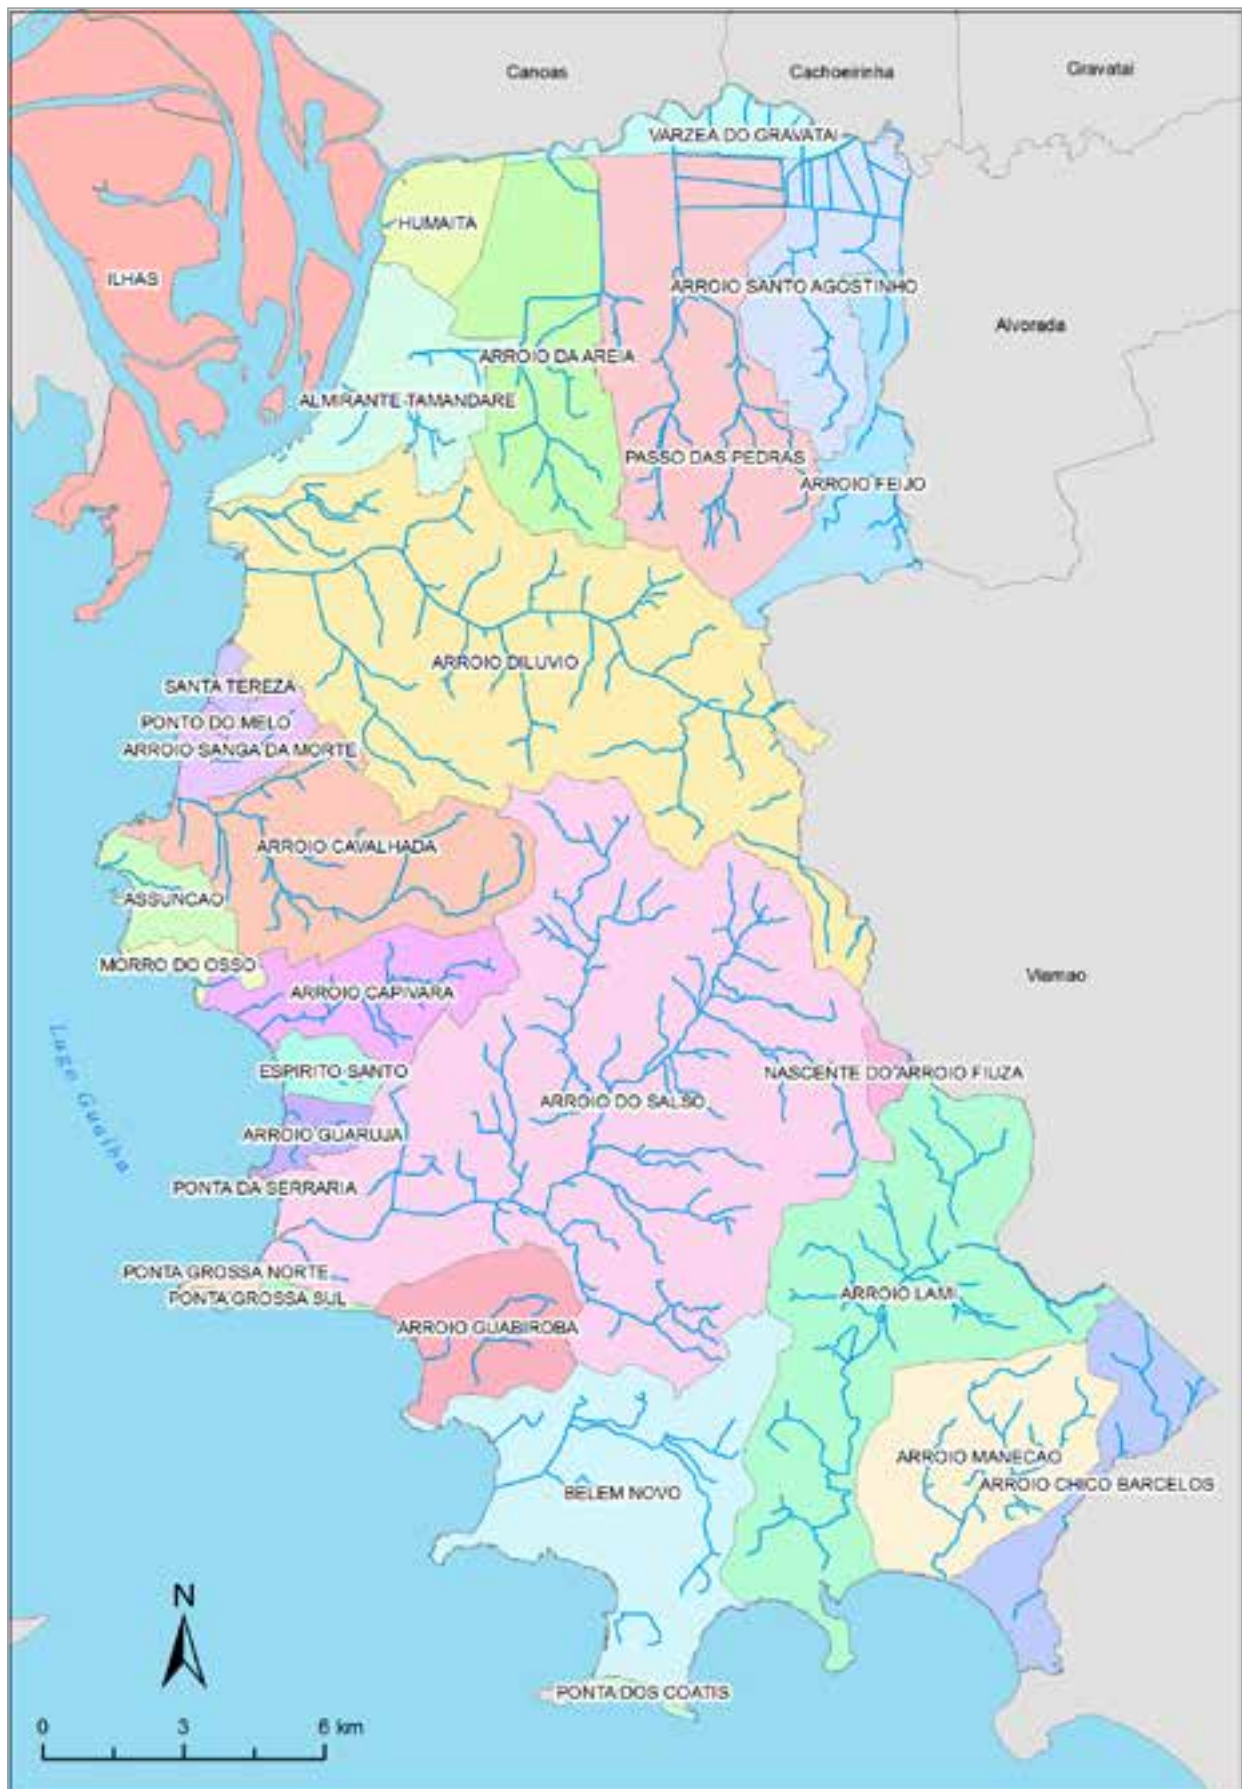 Canoas
Cachoeirinha
Gravatai
VARZEA DO GRAVATAI
HUMAITA
ILHAS
ARROIO SANTO AGOSTINHO
Alvorada
ARROIO DA AREIA
ALMIRANTE TAMANDARE
PASSO DAS PEDRAS
ARROIO FEIJO
ARROIO DILUVIO
SANTA TEREZA
PONTO DO MELO
ARROIO SANGA DA MORTE
ARROIO CAVALHADA
ASSUNCAO
MORRO DO OSSO
Viamao
ARROIO CAPIVARA
Lago Guaiba
ESPIRITO SANTO
NASCENTE DO ARROIO FIUZA
ARROIO DO SALSO
ARROIO GUARUJA
PONTA DA SERRARIA
PONTA GROSSA NORTE
PONTA GROSSA SUL
ARROIO LAMI
ARROIO GUABIROBA
ARROIO MANECAO
ARROIO CHICO BARCELOS
BELEM NOVO
N
PONTA DOS COATIS
0 3 6 km